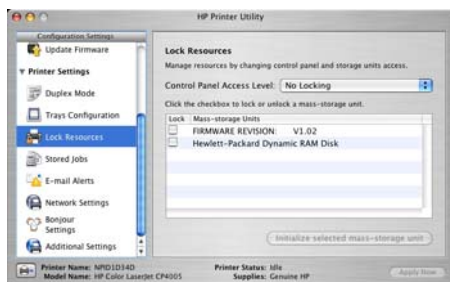 HP Printer Utility
Configuration Settings
Update Firmware
Printer Settings
Duplex Mode
Trays Configuration
Lock Resources
Stored Jobs
E-mail Alerts
Network Settings
Bonjour
Settings
Additional Settings
Lock Resources
Manage resources by changing control panel and storage units access.
Control Panel Access Level: No Locking
Click the checkbox to lock or unlock a mass-storage unit.
Lock Mass-storage Units
FIRMWARE REVISION: V1.02
Hewlett-Packard Dynamic RAM Disk
Initialize selected mass-storage unit
Printer Name: NPID1D34D
Model Name: HP Color LaserJet CP4005
Printer Status: Idle
Supplies: Genuine HP
Apply Now